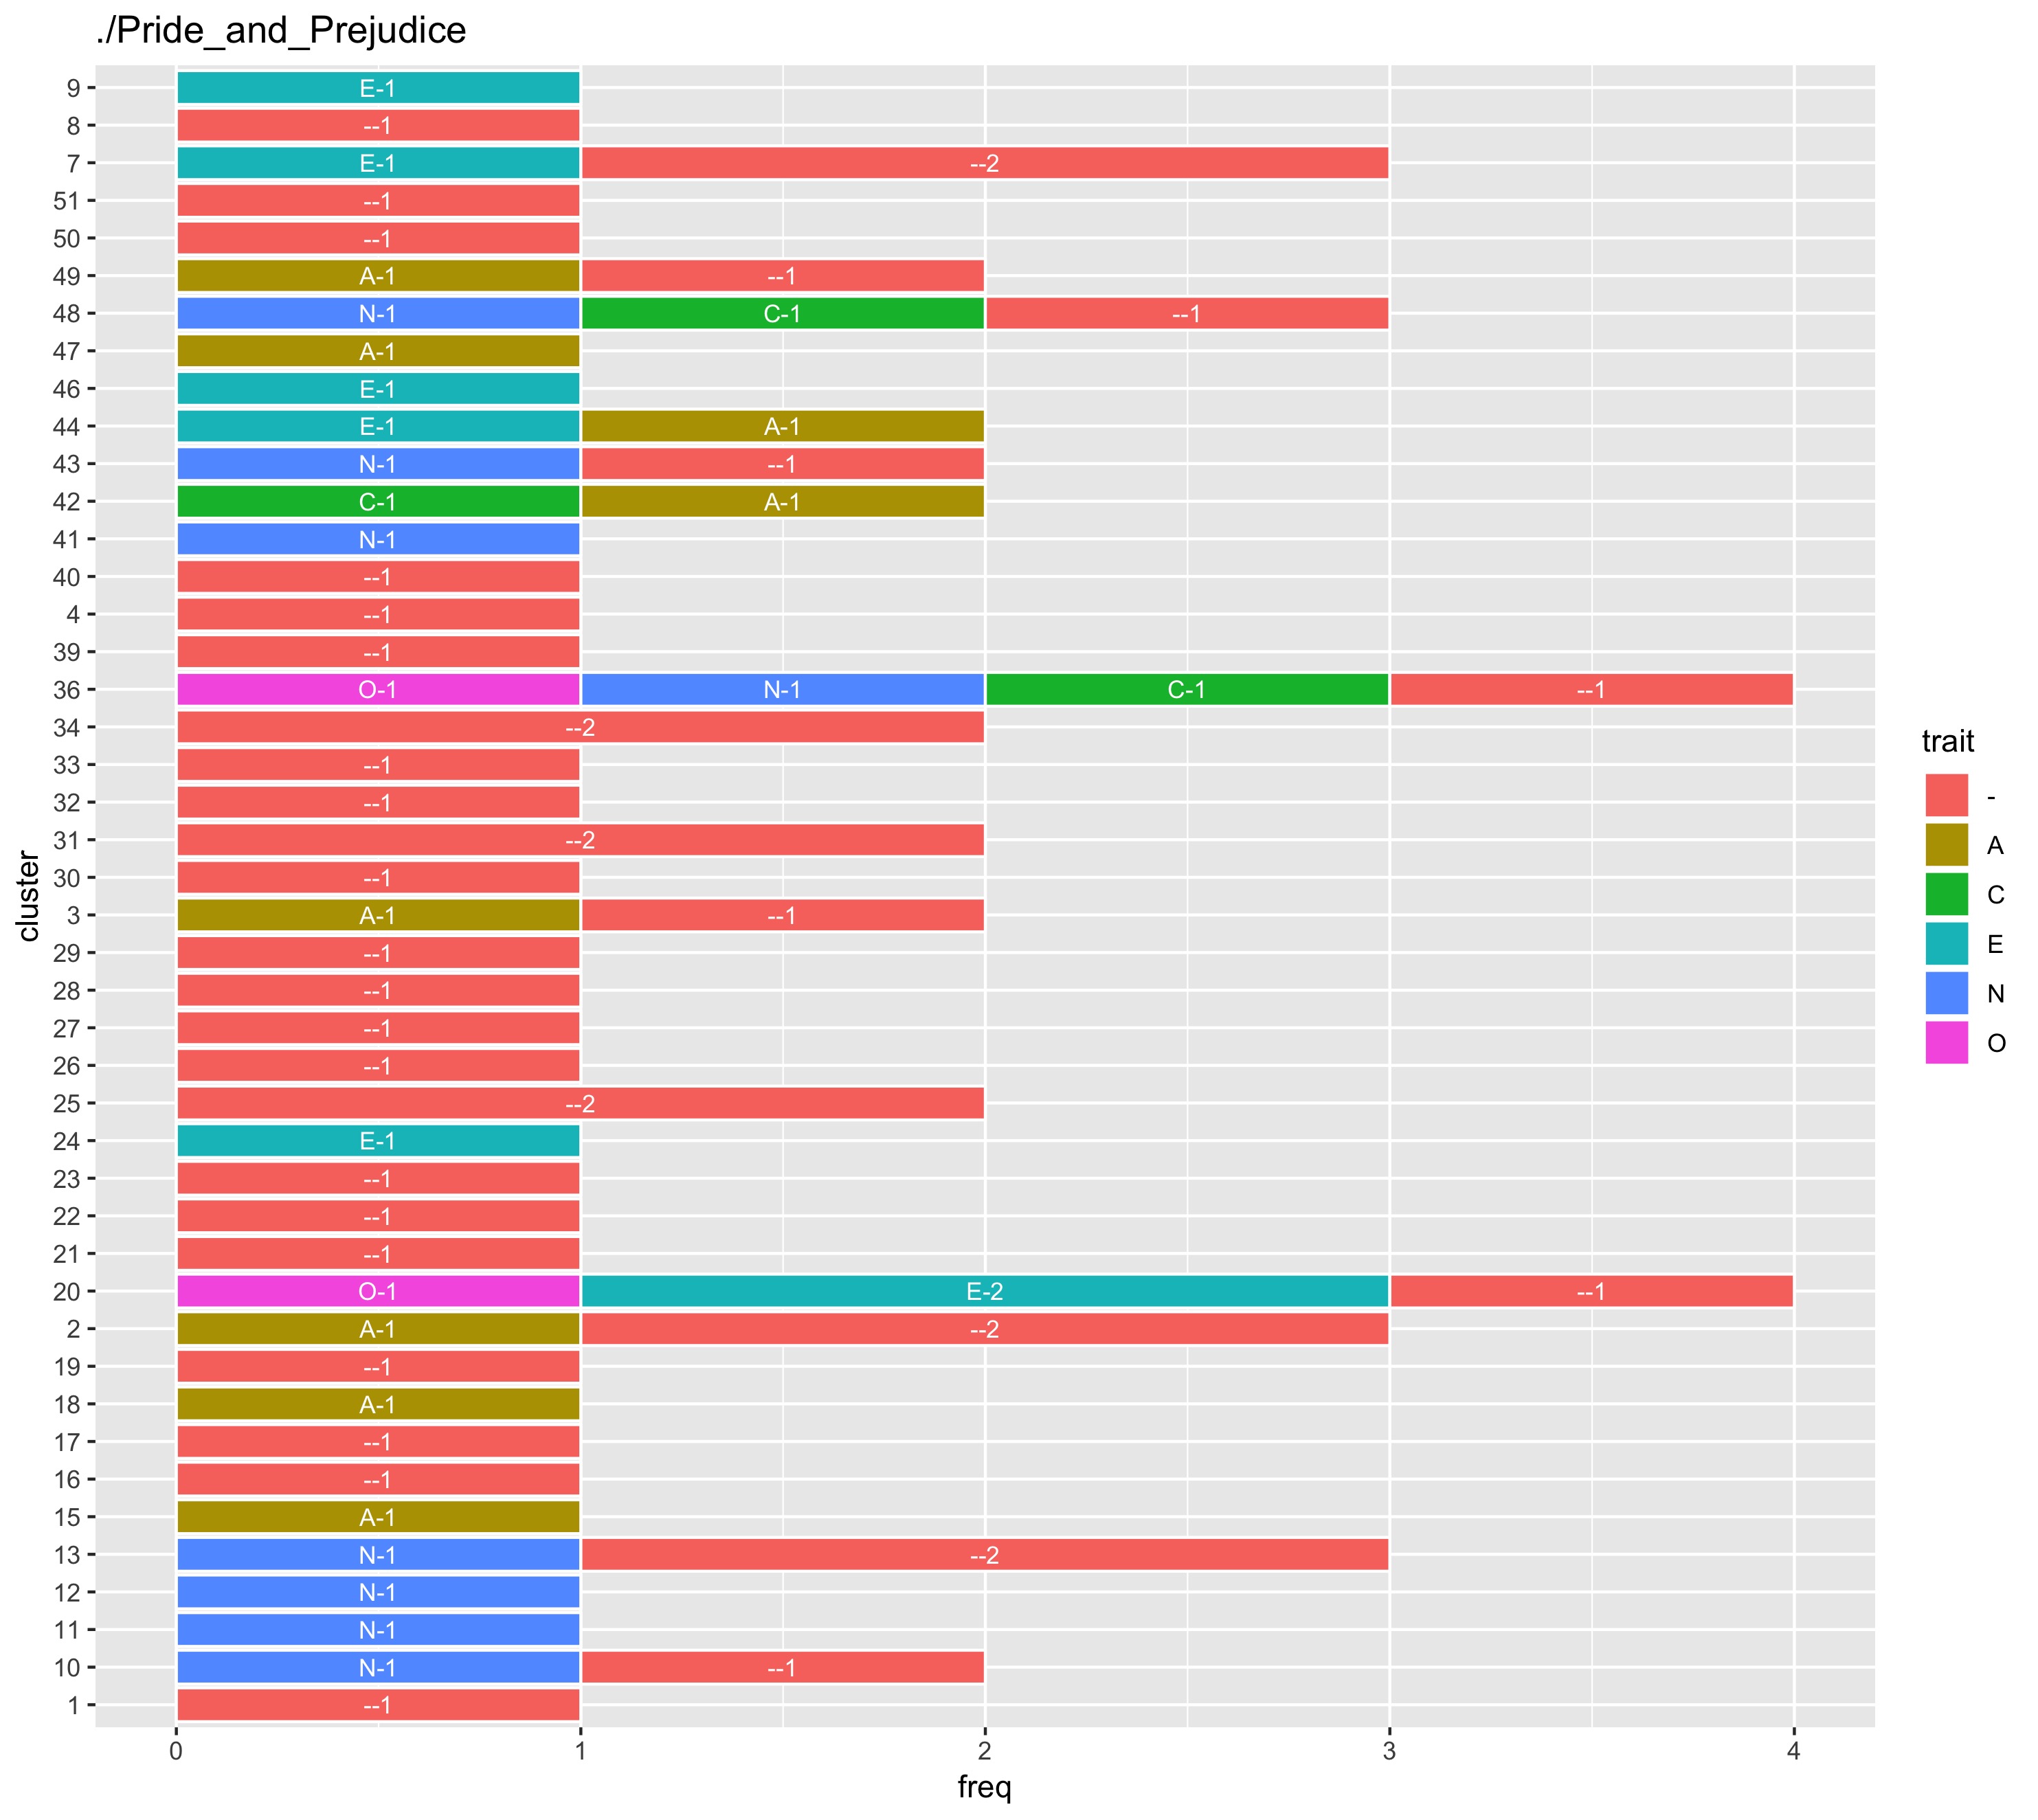 ./Pride_and_Prejudice
9 E-1
8 --1
7 E-1 --2
51 --1
50 --1
49 A-1 --1
48 N-1 C-1 --1
47 A-1
46 E-1
44 E-1 A-1
43 N-1 --1
42 C-1 A-1
41 N-1
40 --1
4 --1
39 --1
36 O-1 N-1 C-1 --1
34 --2
33 --1
32 --1
31 --2
30 --1
3 A-1 --1
29 --1
28 --1
27 --1
26 --1
25 --2
24 E-1
23 --1
22 --1
21 --1
20 O-1 E-2 --1
2 A-1 --2
19 --1
18 A-1
17 --1
16 --1
15 A-1
13 N-1 --2
12 N-1
11 N-1
10 N-1 --1
1 --1
0 1 2 3 4
freq
cluster
trait
-
A
C
E
N
O